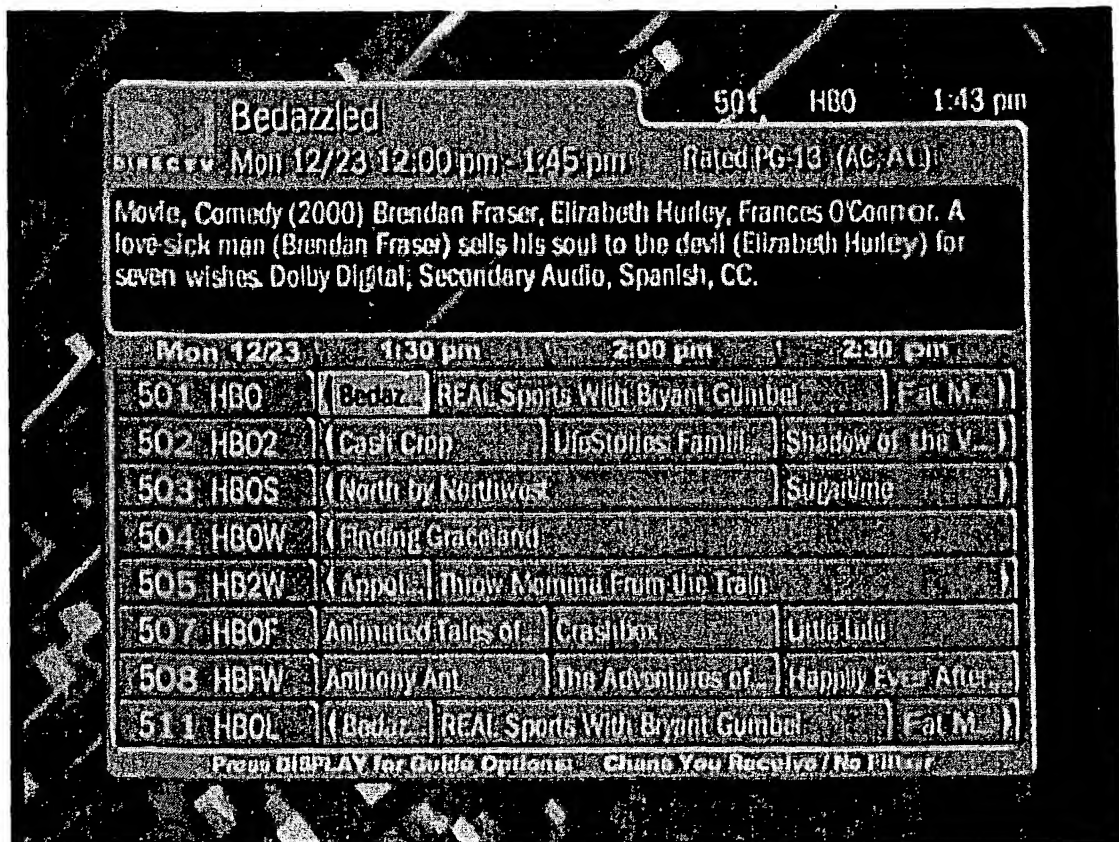 Bedazzled
501 HBO 1:43 pm
DIRECTV Mon 12/23 12:00 pm - 1:45 pm Rated PG-13 (AC, AL)
Movie, Comedy (2000) Brendan Fraser, Elizabeth Hurley, Frances O'Connor. A
love-sick man (Brendan Fraser) sells his soul to the devil (Elizabeth Hurley) for
seven wishes. Dolby Digital, Secondary Audio, Spanish, CC.
Mon 12/23 1:30 pm 2:00 pm 2:30 pm
501 HBO Bedaz... REAL Sports With Bryant Gumbel Fat M...
502 HBO2 Cash Crop LifeStories: Famili... Shadow of the V...
503 HBOS North by Northwest Sugartime
504 HBOW Finding Graceland
505 HB2W Appoi... Throw Momma From the Train
507 HBOF Animated Tales of... Crashbox Little Lulu
508 HBFW Anthony Ant The Adventures of... Happily Ever After...
511 HBOL Bedaz... REAL Sports With Bryant Gumbel Fat M...
Press DISPLAY for Guide Options Chans You Receive / No Filter